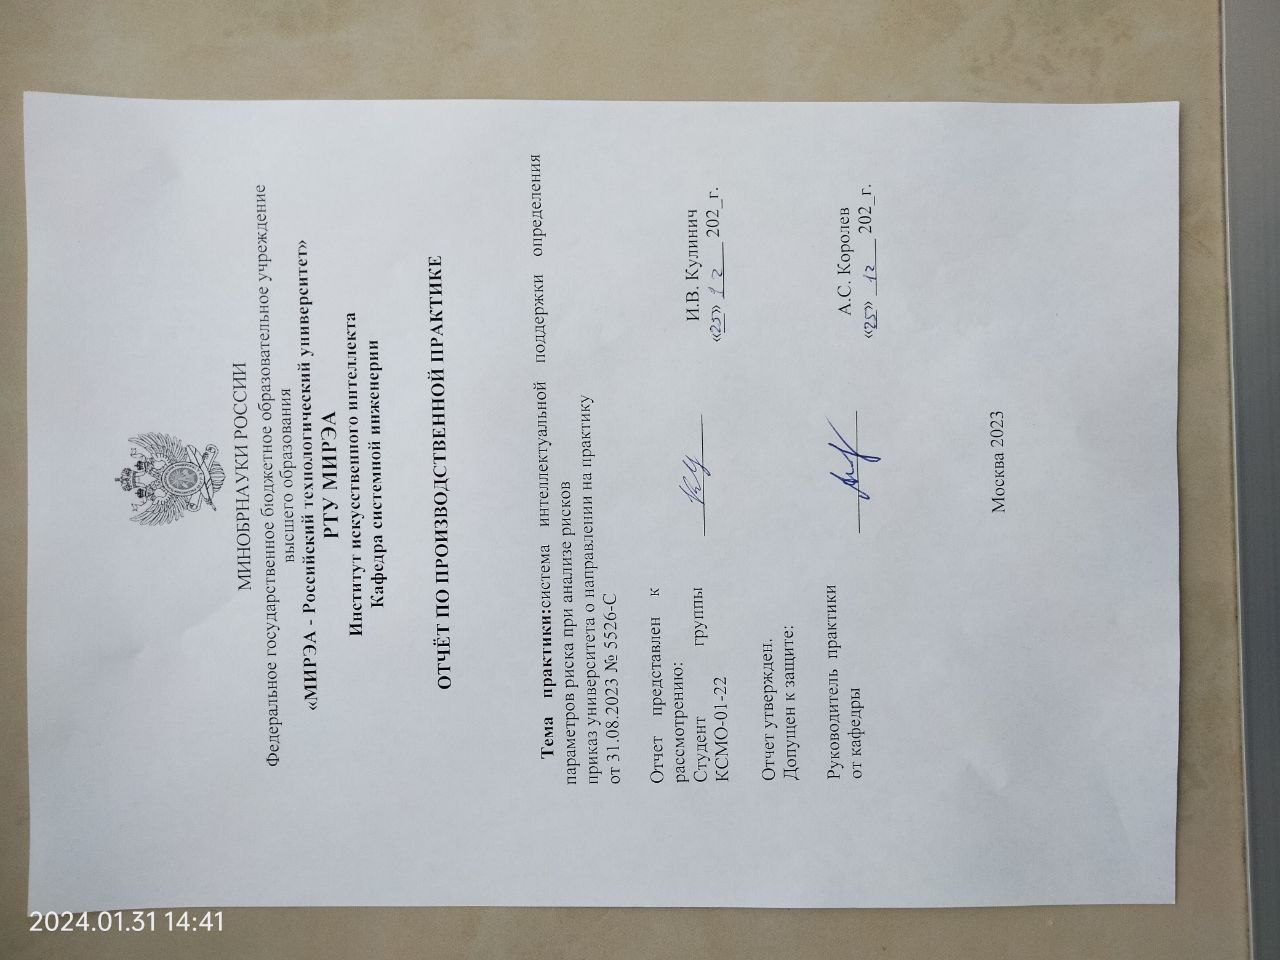 МИНОБРНАУКИ РОССИИ
Федеральное государственное бюджетное образовательное учреждение
высшего образования
«МИРЭА - Российский технологический университет»
РТУ МИРЭА
Институт искусственного интеллекта
Кафедра системной инженерии
ОТЧЁТ ПО ПРОИЗВОДСТВЕННОЙ ПРАКТИКЕ
Тема практики:система интеллектуальной поддержки определения
параметров риска при анализе рисков
приказ университета о направлении на практику
от 31.08.2023 № 5526-С
Отчет представлен к
рассмотрению:
Студент группы
КСМО-01-22
И.В. Кулинич
«25» 12 202_г.
Отчет утвержден.
Допущен к защите:
Руководитель практики
от кафедры
А.С. Королев
«25» 12 202_г.
Москва 2023
2024.01.31 14:41